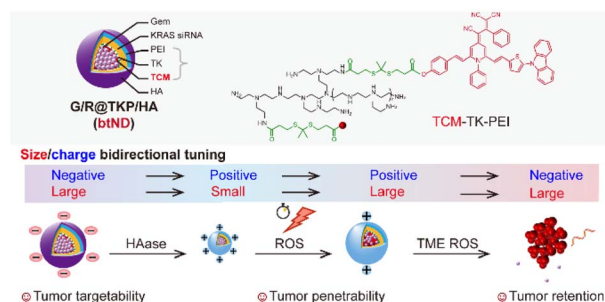 Gem
KRAS siRNA
PEI
TK
TCM
HA
G/R@TKP/HA
(btND)
TCM-TK-PEI
Size/charge bidirectional tuning
Negative Positive Positive Negative
Large Small Large Large
HAase ROS TME ROS
Tumor targetability Tumor penetrability Tumor retention